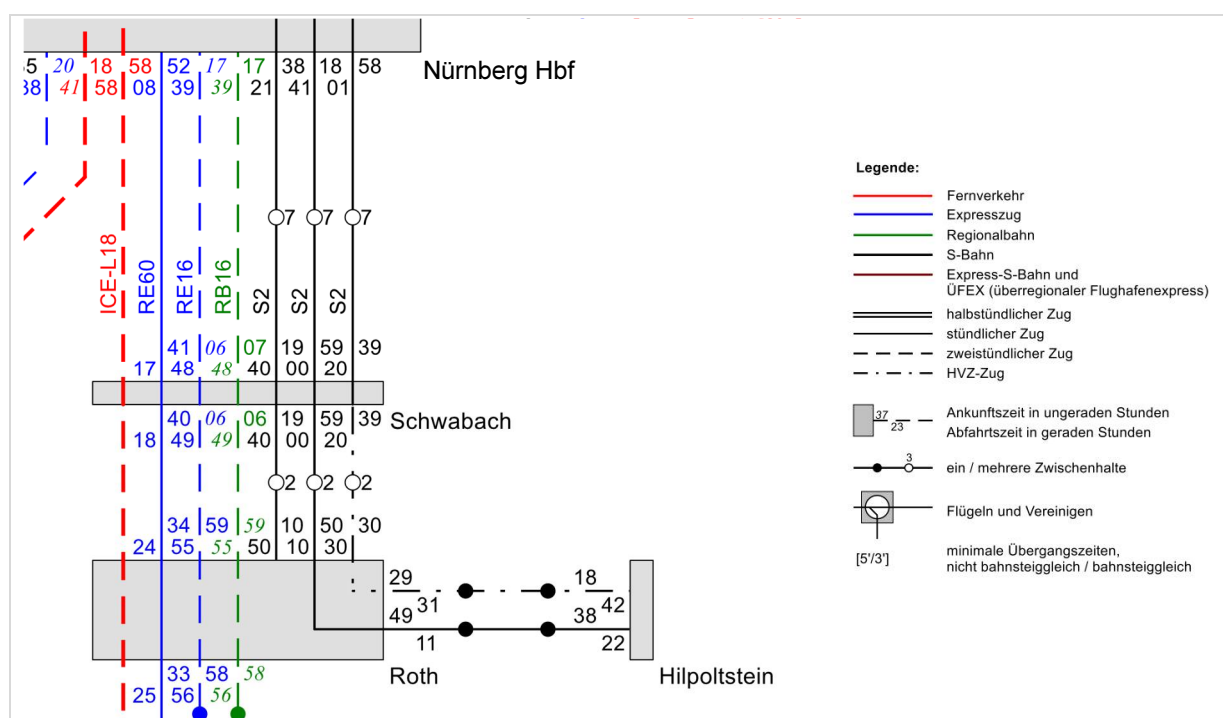 20 18 58 52 17 17 38 18 58
41 58 08 39 39 21 41 01
Nürnberg Hbf
7 7 7
ICE-L18
RE60
RE16
RB16
S2
S2
S2
41 06 07 19 59 39
17 48 48 40 00 20
Schwabach
40 06 06 19 59 39
18 49 49 40 00 20
2 2 2
34 59 59 10 50 30
24 55 55 50 10 30
29 18
31 42
49 38
11 22
Roth
Hilpoltstein
33 58 58
25 56 56
Legende:
Fernverkehr
Expresszug
Regionalbahn
S-Bahn
Express-S-Bahn und
ÜFEX (überregionaler Flughafenexpress)
halbstündlicher Zug
stündlicher Zug
zweistündlicher Zug
HVZ-Zug
37 Ankunftszeit in ungeraden Stunden
23 Abfahrtszeit in geraden Stunden
3
ein / mehrere Zwischenhalte
Flügeln und Vereinigen
[5'/3'] minimale Übergangszeiten,
nicht bahnsteiggleich / bahnsteiggleich